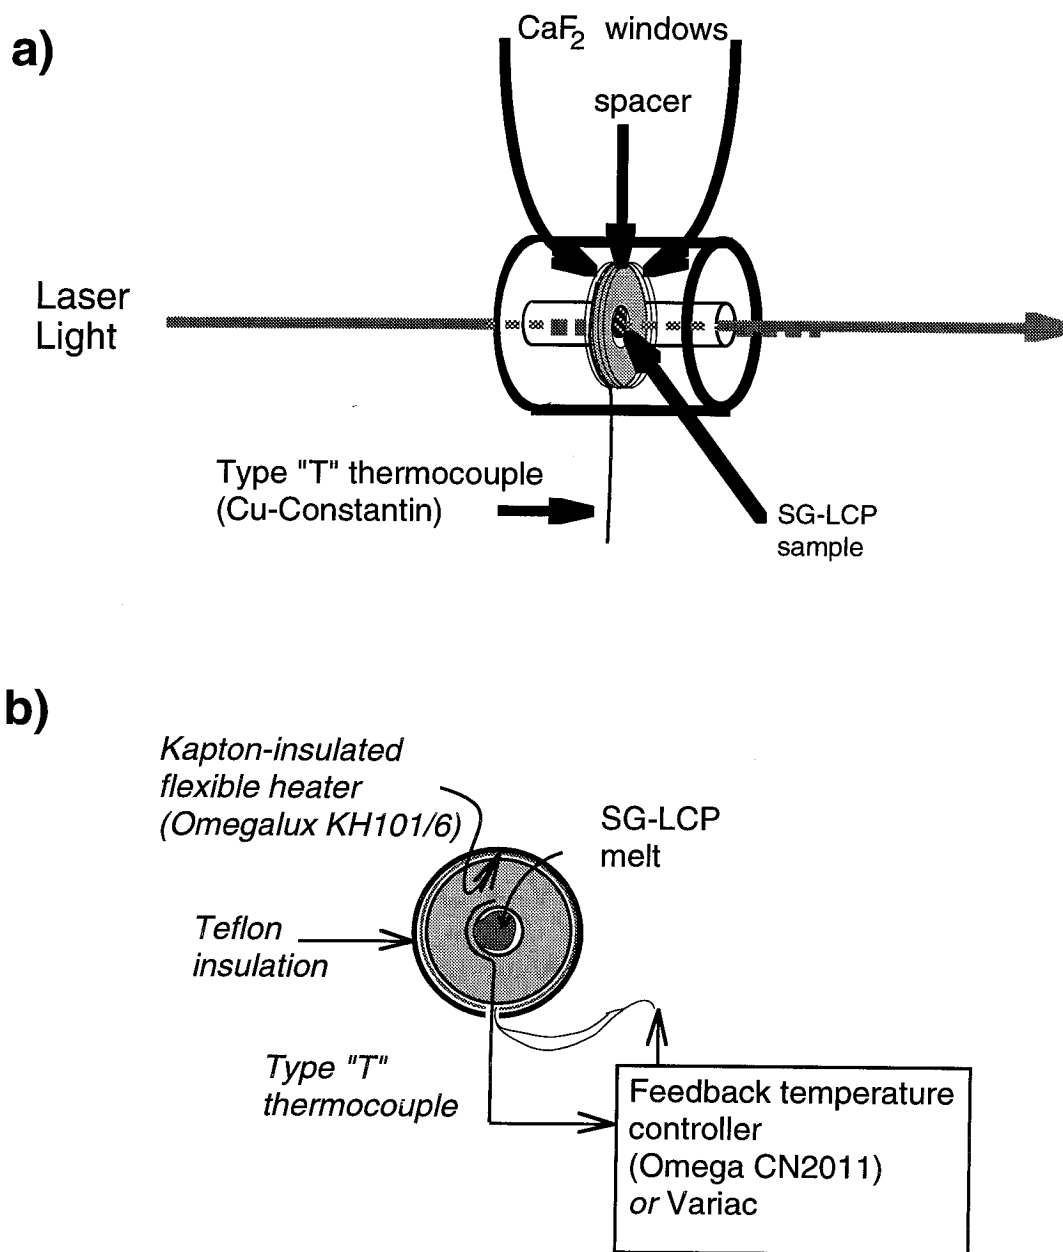 a)
CaF2 windows
spacer
Laser
Light
Type "T" thermocouple
(Cu-Constantin)
SG-LCP
sample
b)
Kapton-insulated
flexible heater
(Omegalux KH101/6)
SG-LCP
melt
Teflon
insulation
Type "T"
thermocouple
Feedback temperature
controller
(Omega CN2011)
or Variac